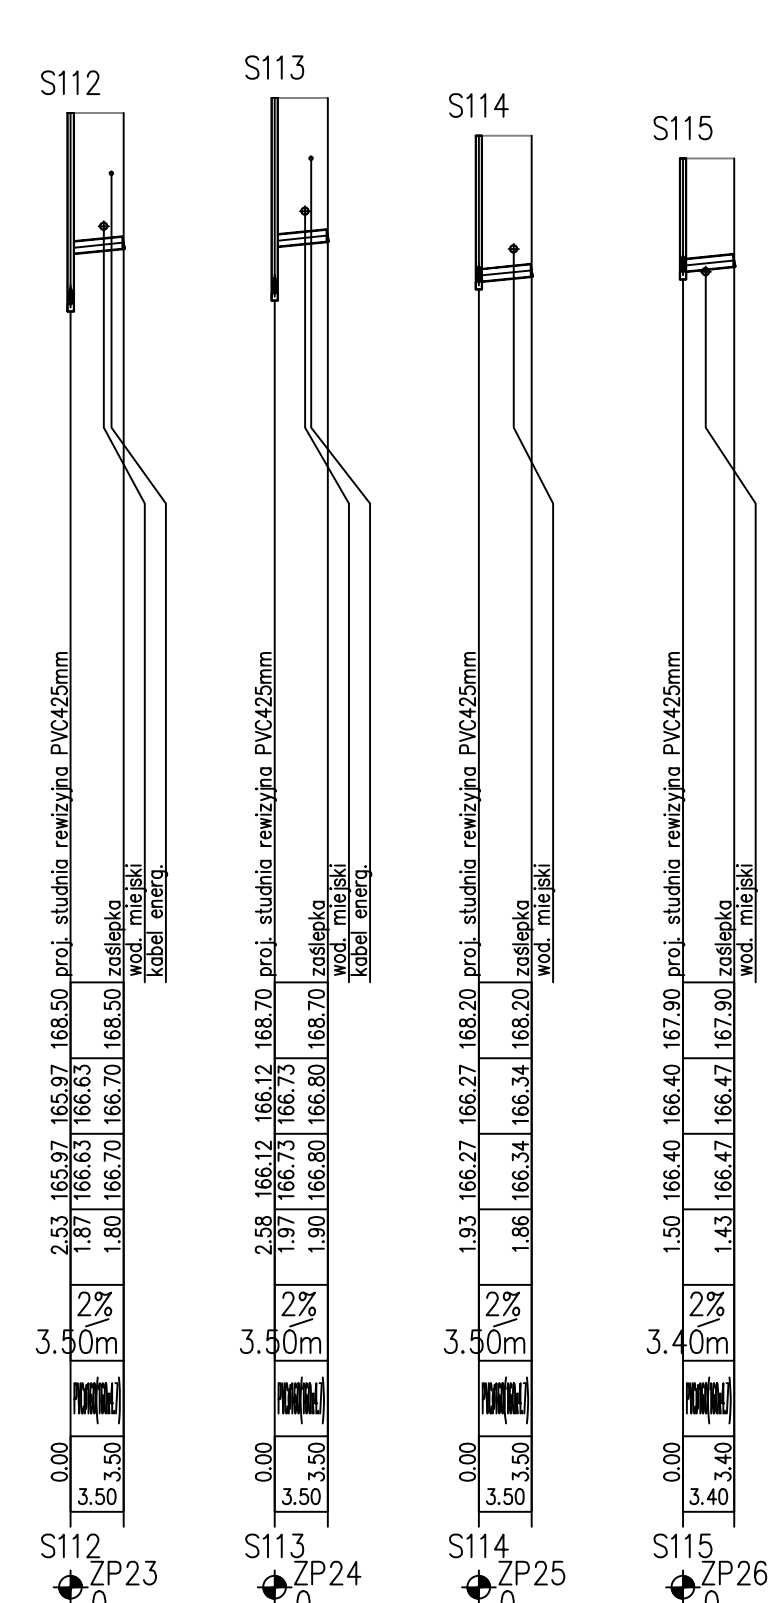 S112
proj. studnia rewizyjna PVC425mm
zaślepka
wod. miejski
kabel energ.
168.50
168.50
165.97
166.63
166.70
165.97
166.63
166.70
2.53
1.87
1.80
2%
3.50m
0.00
3.50
3.50
S112
ZP23
S113
proj. studnia rewizyjna PVC425mm
zaślepka
wod. miejski
kabel energ.
168.70
168.70
166.12
166.73
166.80
166.12
166.73
166.80
2.58
1.97
1.90
2%
3.50m
0.00
3.50
3.50
S113
ZP24
S114
proj. studnia rewizyjna PVC425mm
zaślepka
wod. miejski
168.20
168.20
166.27
166.34
166.27
166.34
1.93
1.86
2%
3.50m
0.00
3.50
3.50
S114
ZP25
S115
proj. studnia rewizyjna PVC425mm
zaślepka
wod. miejski
167.90
167.90
166.40
166.47
166.40
166.47
1.50
1.43
2%
3.40m
0.00
3.40
3.40
S115
ZP26